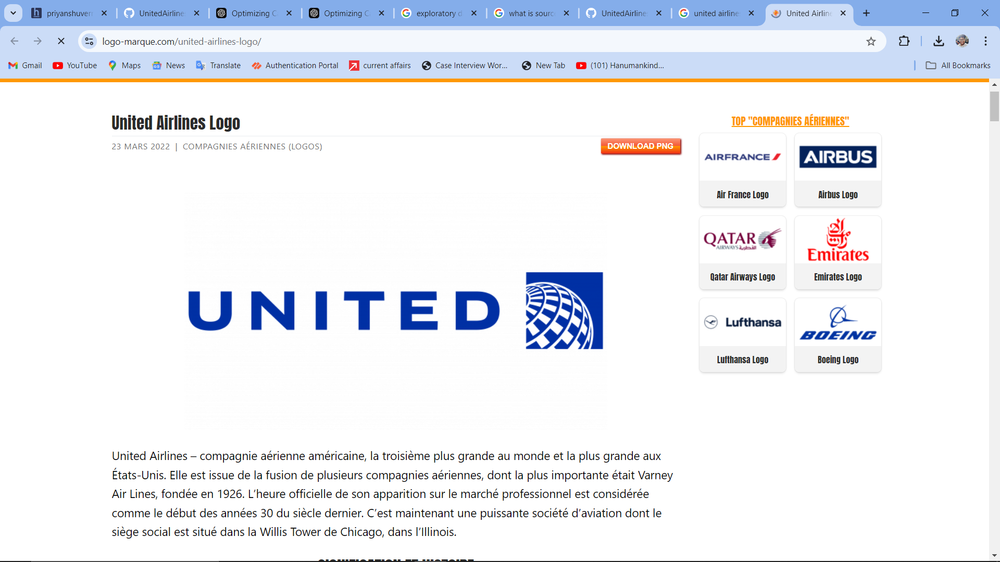 priyanshuver
UnitedAirline
Optimizing C
Optimizing C
exploratory d
what is sourc
UnitedAirline
united airline
United Airline
logo-marque.com/united-airlines-logo/
Gmail
YouTube
Maps
News
Translate
Authentication Portal
current affairs
Case Interview Wor...
New Tab
(101) Hanumankind...
All Bookmarks
United Airlines Logo
23 MARS 2022 | COMPAGNIES AÉRIENNES (LOGOS)
DOWNLOAD PNG
UNITED
United Airlines – compagnie aérienne américaine, la troisième plus grande au monde et la plus grande aux
États-Unis. Elle est issue de la fusion de plusieurs compagnies aériennes, dont la plus importante était Varney
Air Lines, fondée en 1926. L’heure officielle de son apparition sur le marché professionnel est considérée
comme le début des années 30 du siècle dernier. C’est maintenant une puissante société d’aviation dont le
siège social est situé dans la Willis Tower de Chicago, dans l’Illinois.
SIGNIFICATION ET HISTOIRE
TOP "COMPAGNIES AÉRIENNES"
AIRFRANCE
Air France Logo
AIRBUS
Airbus Logo
QATAR
AIRWAYS القطرية
Qatar Airways Logo
Emirates
Emirates Logo
Lufthansa
Lufthansa Logo
BOEING
Boeing Logo